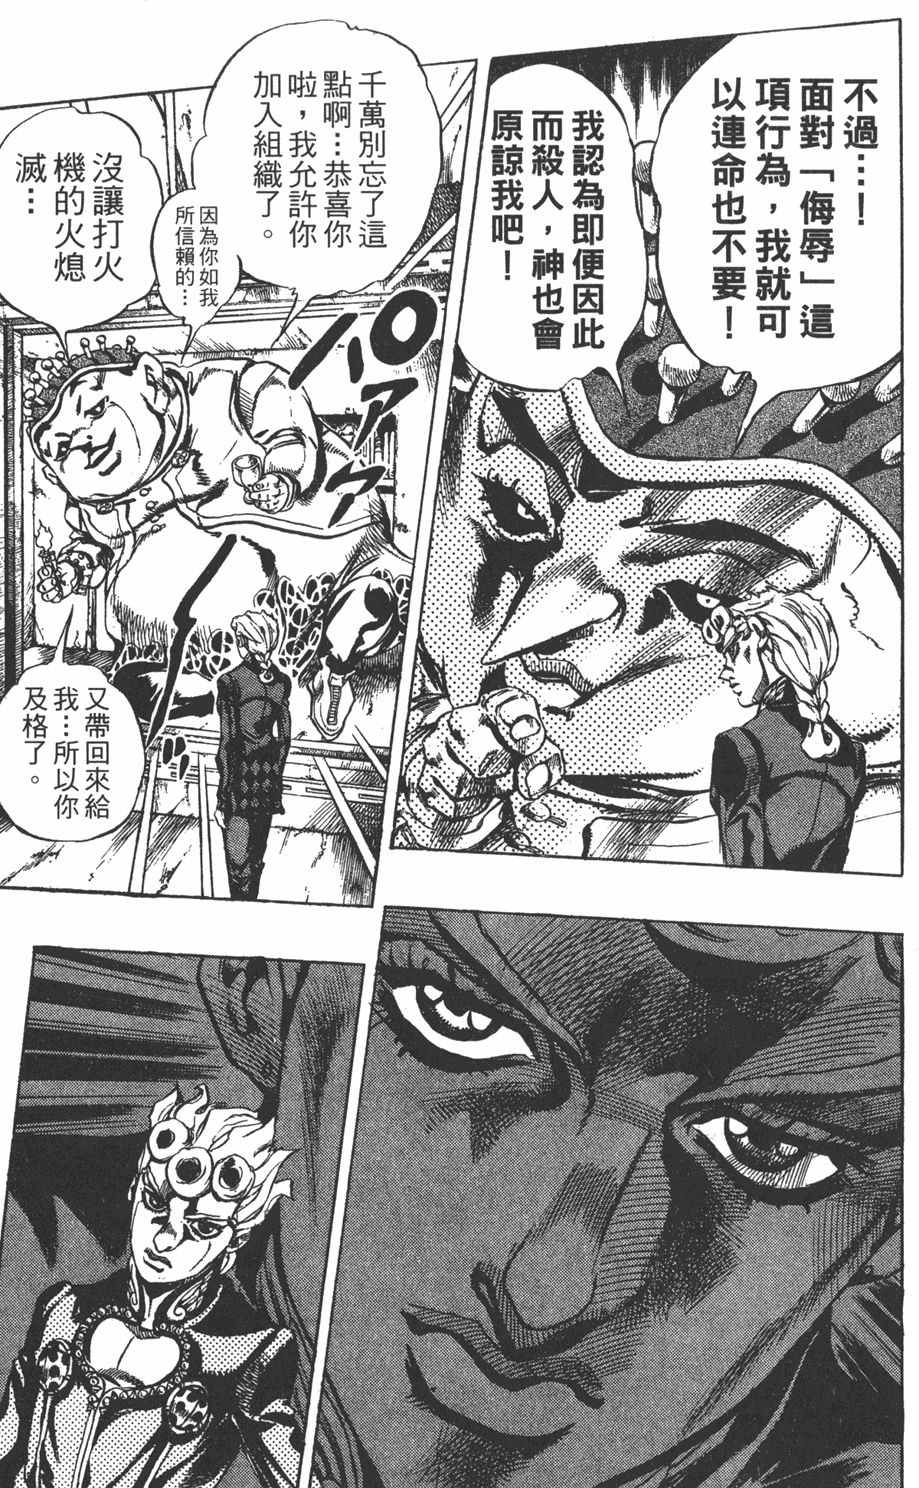 不過…！
面對「侮辱」這
項行為，我就可
以連命也不要！
我認為即便因此
而殺人，神也會
原諒我吧！
千萬別忘了這
點啊…恭喜你
啦，我允許你
加入組織了。
因為你如我
所信賴的…
沒讓打火
機的火熄
滅…
又帶回來給
我…所以你
及格了。
パアァ